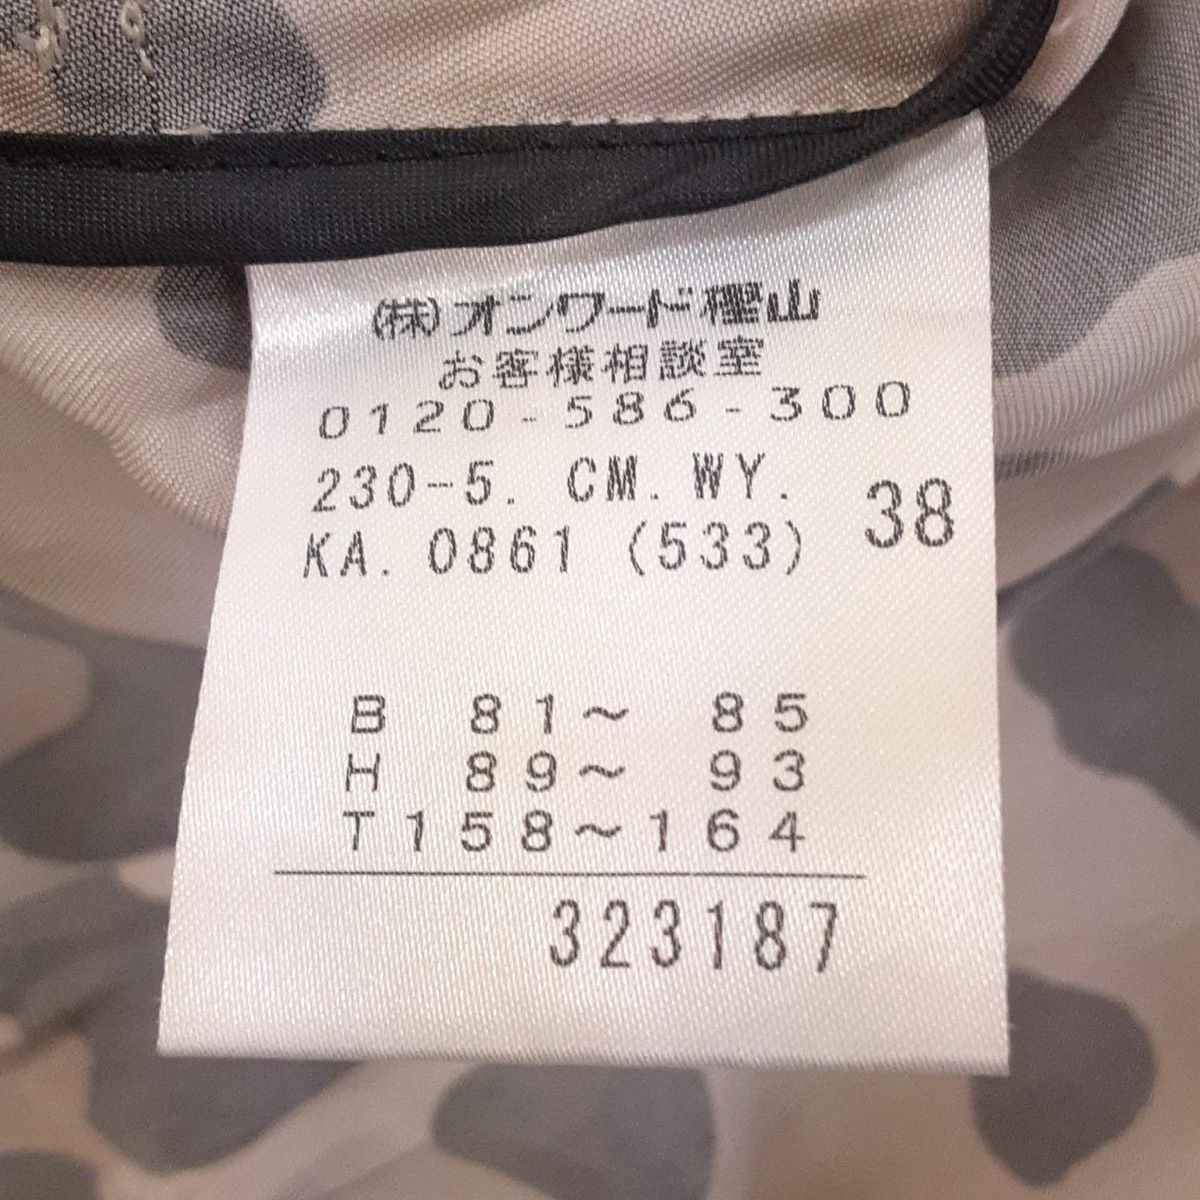 (株)オンワード樫山
お客様相談室
0120-586-300
230-5. CM. WY.
KA. 0861 (533) 38
B 81~ 85
H 89~ 93
T158~164
323187